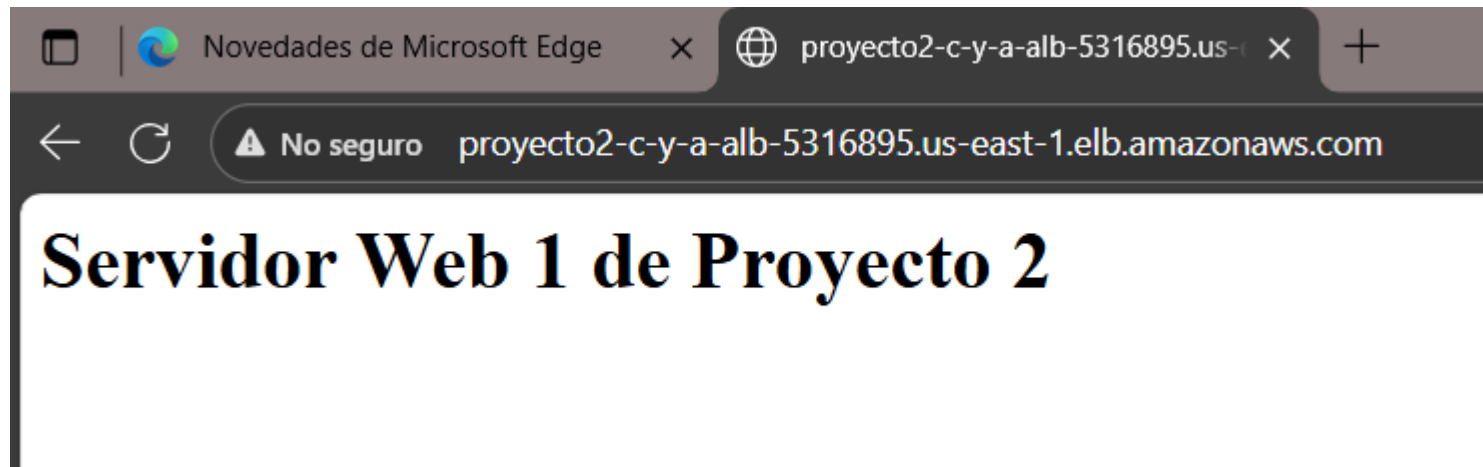 Novedades de Microsoft Edge
proyecto2-c-y-a-alb-5316895.us-
No seguro proyecto2-c-y-a-alb-5316895.us-east-1.elb.amazonaws.com
Servidor Web 1 de Proyecto 2